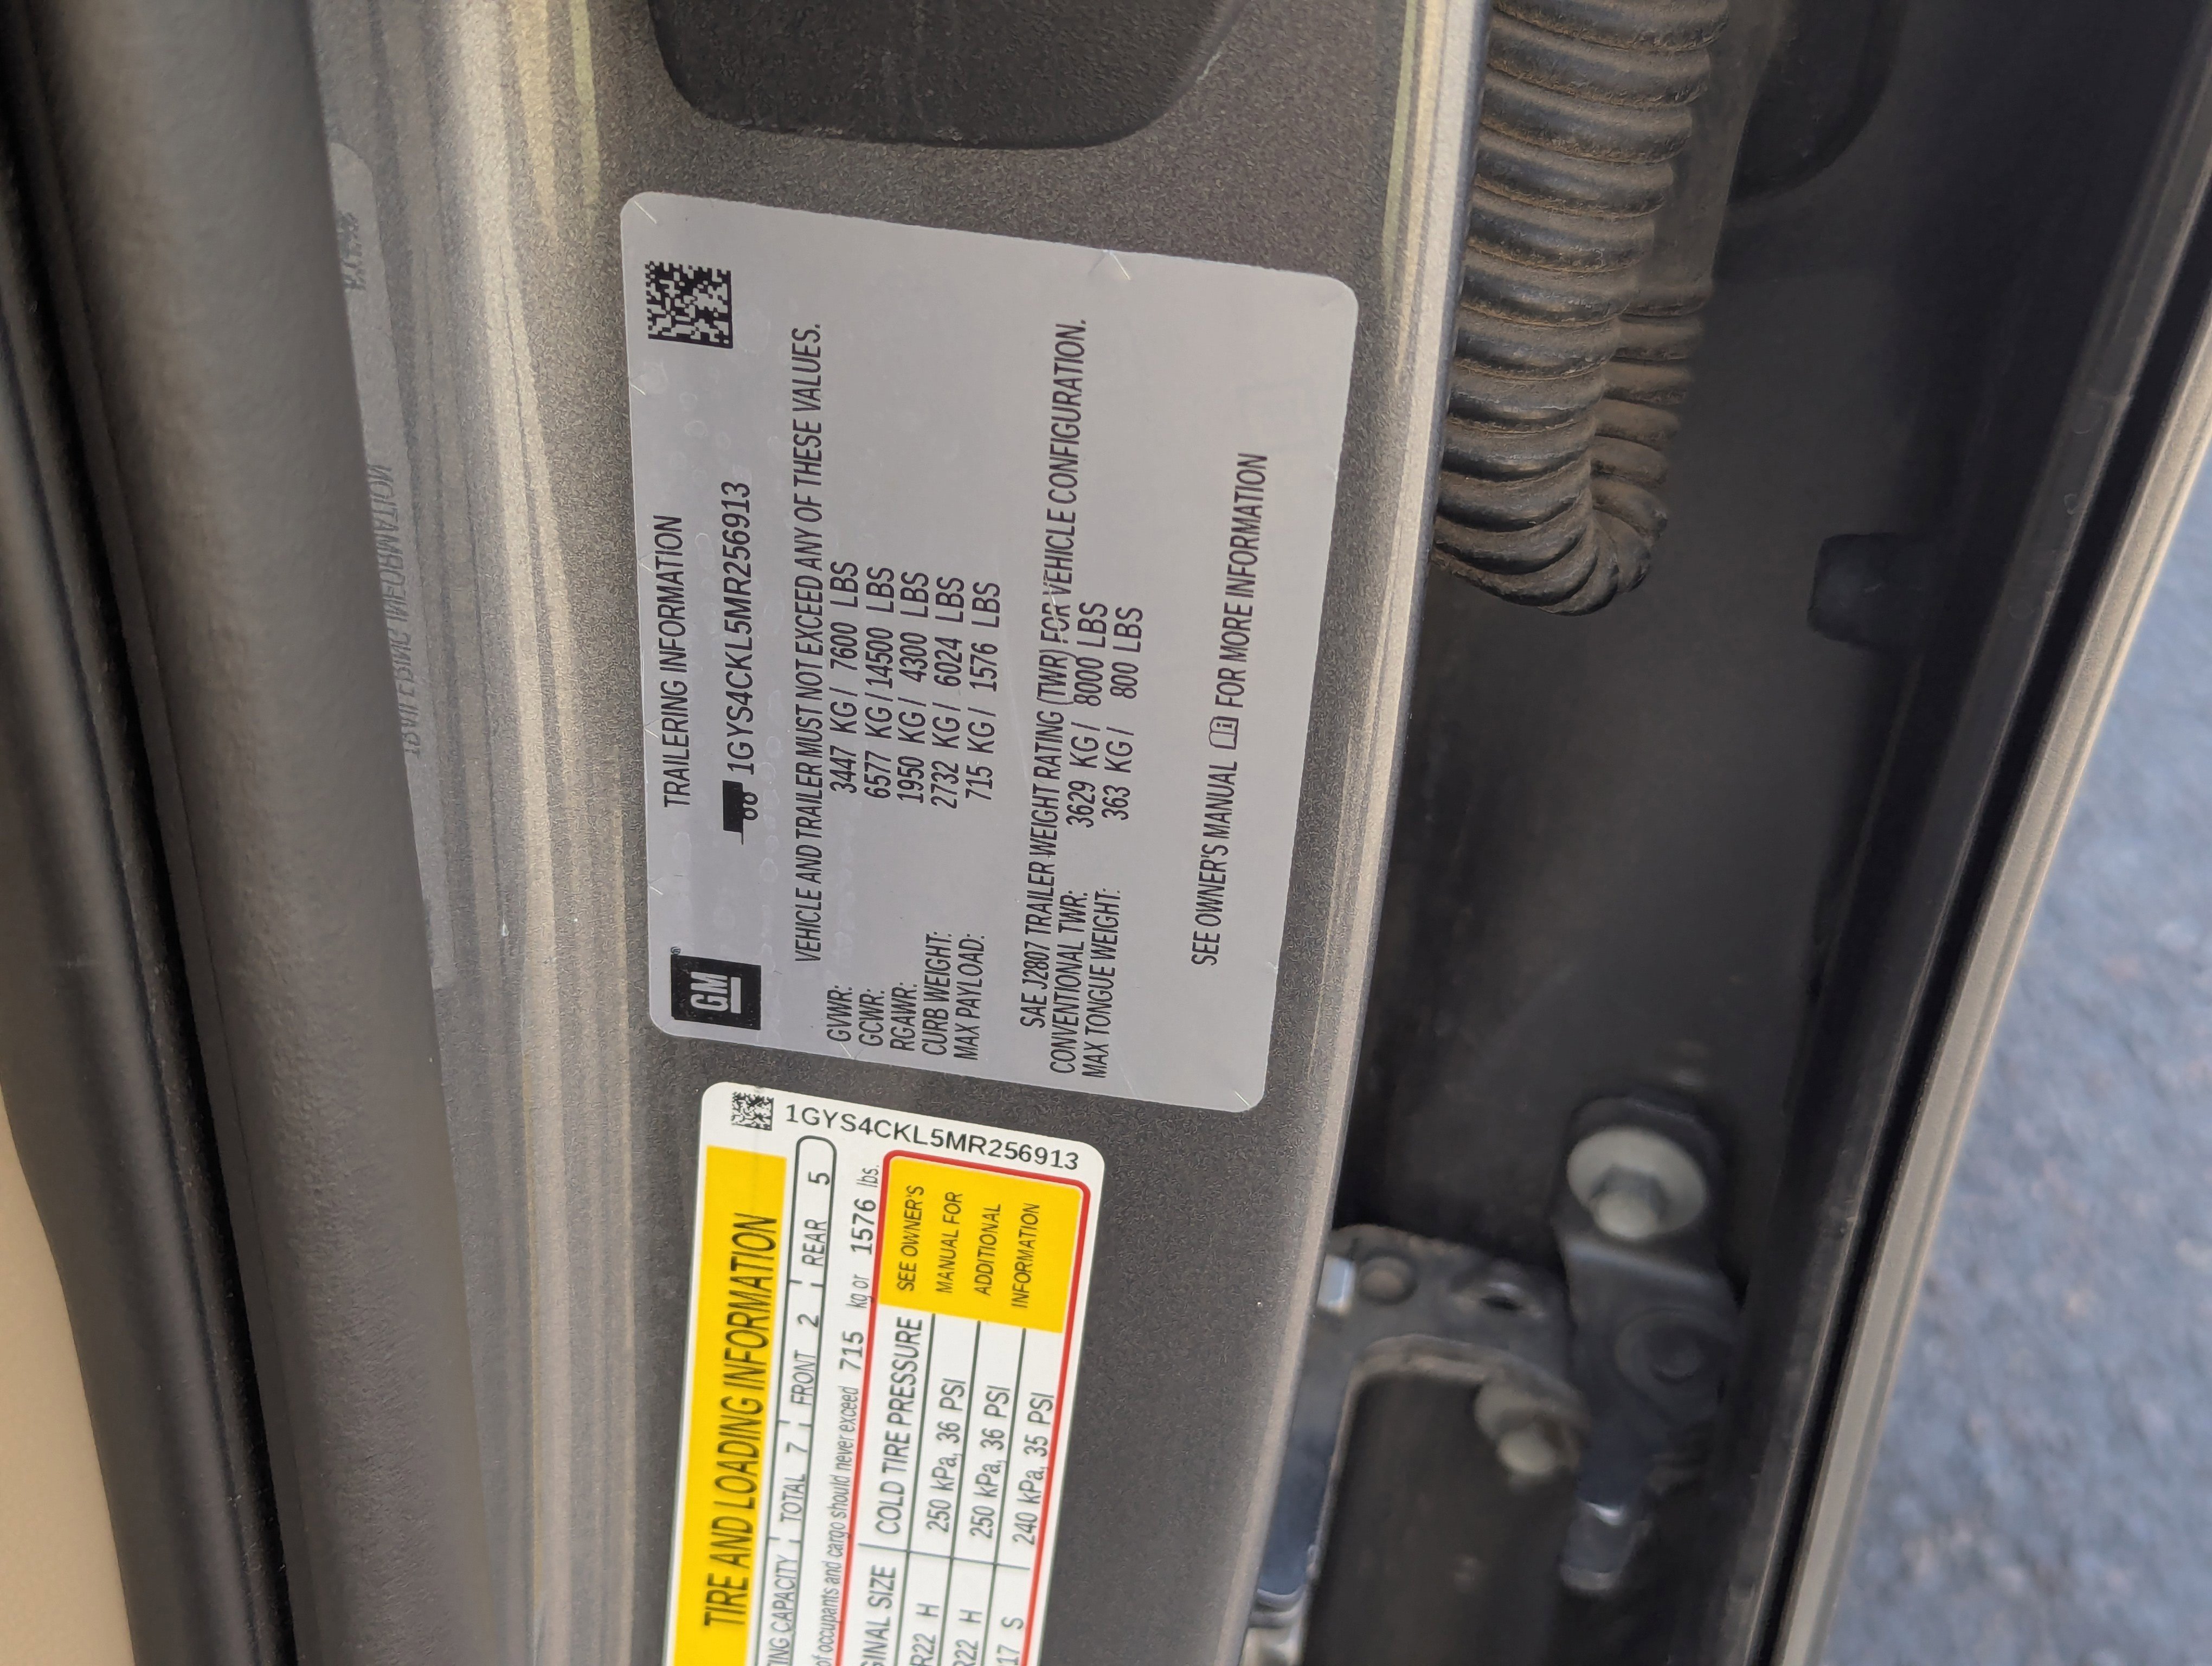 GM
TRAILERING INFORMATION
1GYS4CKL5MR256913
VEHICLE AND TRAILER MUST NOT EXCEED ANY OF THESE VALUES.
GVWR: 3447 KG / 7600 LBS
GCWR: 6577 KG / 14500 LBS
RGAWR: 1950 KG / 4300 LBS
CURB WEIGHT: 2732 KG / 6024 LBS
MAX PAYLOAD: 715 KG / 1576 LBS
SAE J2807 TRAILER WEIGHT RATING (TWR) FOR VEHICLE CONFIGURATION.
CONVENTIONAL TWR: 3629 KG / 8000 LBS
MAX TONGUE WEIGHT: 363 KG / 800 LBS
SEE OWNER'S MANUAL FOR MORE INFORMATION
TIRE AND LOADING INFORMATION
CAPACITY TOTAL 7 FRONT 2 REAR 5
of occupants and cargo should never exceed 715 kg or 1576 lbs.
SIZE COLD TIRE PRESSURE
R22 H 250 kPa, 36 PSI
R22 H 250 kPa, 36 PSI
17 S 240 kPa, 35 PSI
SEE OWNER'S
MANUAL FOR
ADDITIONAL
INFORMATION
1GYS4CKL5MR256913